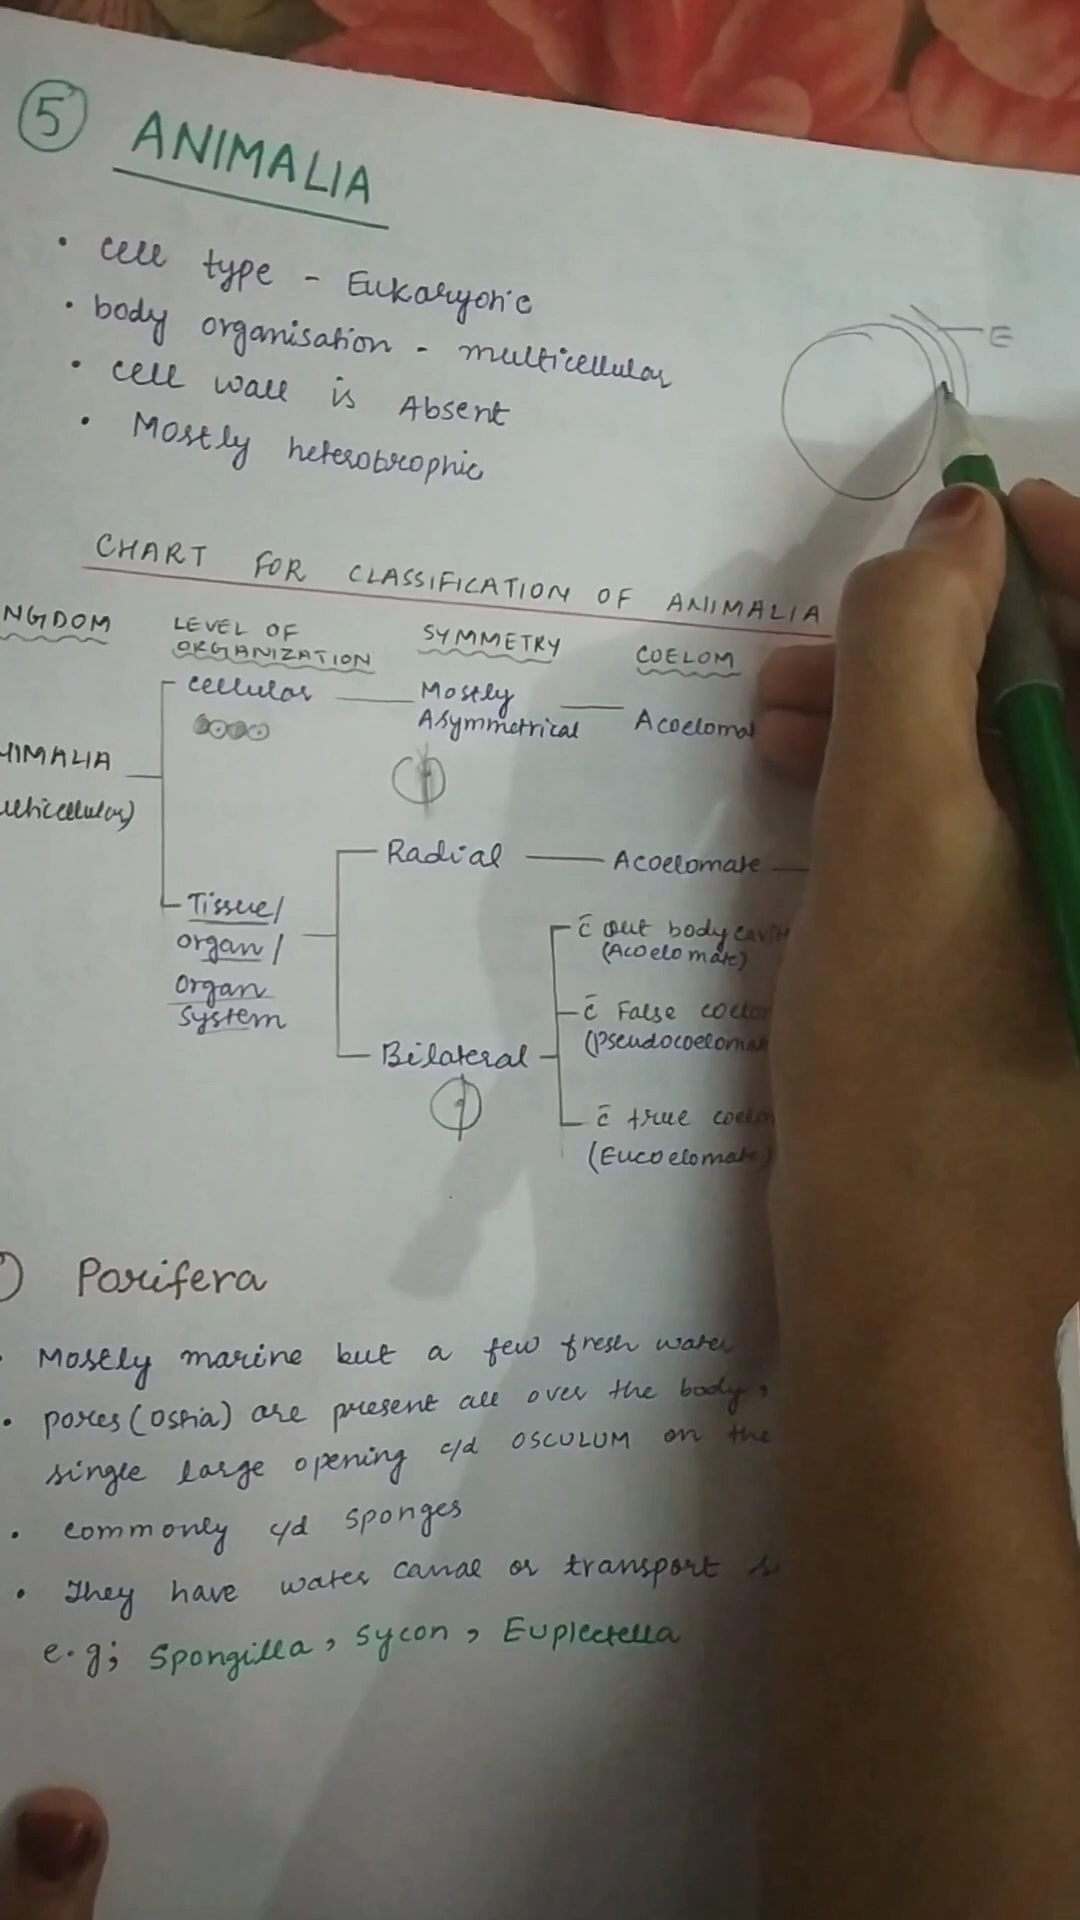 5 ANIMALIA
• cell type - Eukaryotic
• body organisation - multicellular
• cell wall is Absent
• Mostly heterotrophic
E
CHART FOR CLASSIFICATION OF ANIMALIA
NGDOM LEVEL OF ORGANIZATION SYMMETRY COELOM
cellular Mostly Asymmetrical Acoelomat
IMALIA
ulticellular)
Radial Acoelomate
Tissue/
organ/
organ
system
c̄ out body cavit
(Acoelomate)
c̄ False coelom
(Pseudocoelomat
Bilateral
c̄ true coelom
(Eucoelomate)
Porifera
• Mostly marine but a few fresh water
• pores (Ostia) are present all over the body,
single large opening c/d OSCULUM on the
• commonly c/d sponges
• They have water canal or transport s
e.g; Spongilla, Sycon, Euplectella